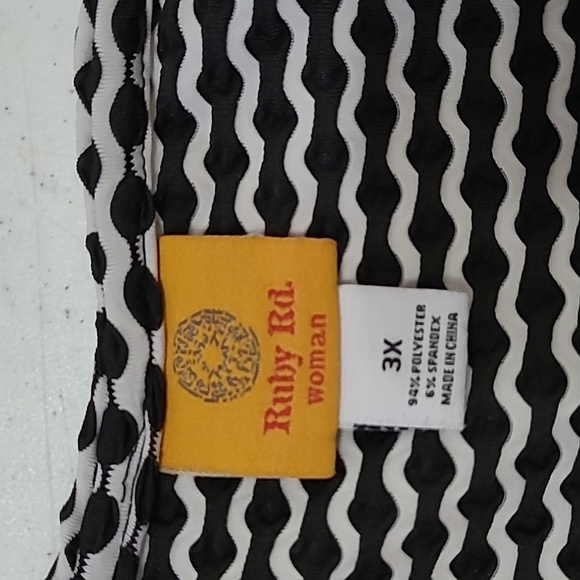 Ruby Rd.
woman
3X
94% POLYESTER
6% SPANDEX
MADE IN CHINA